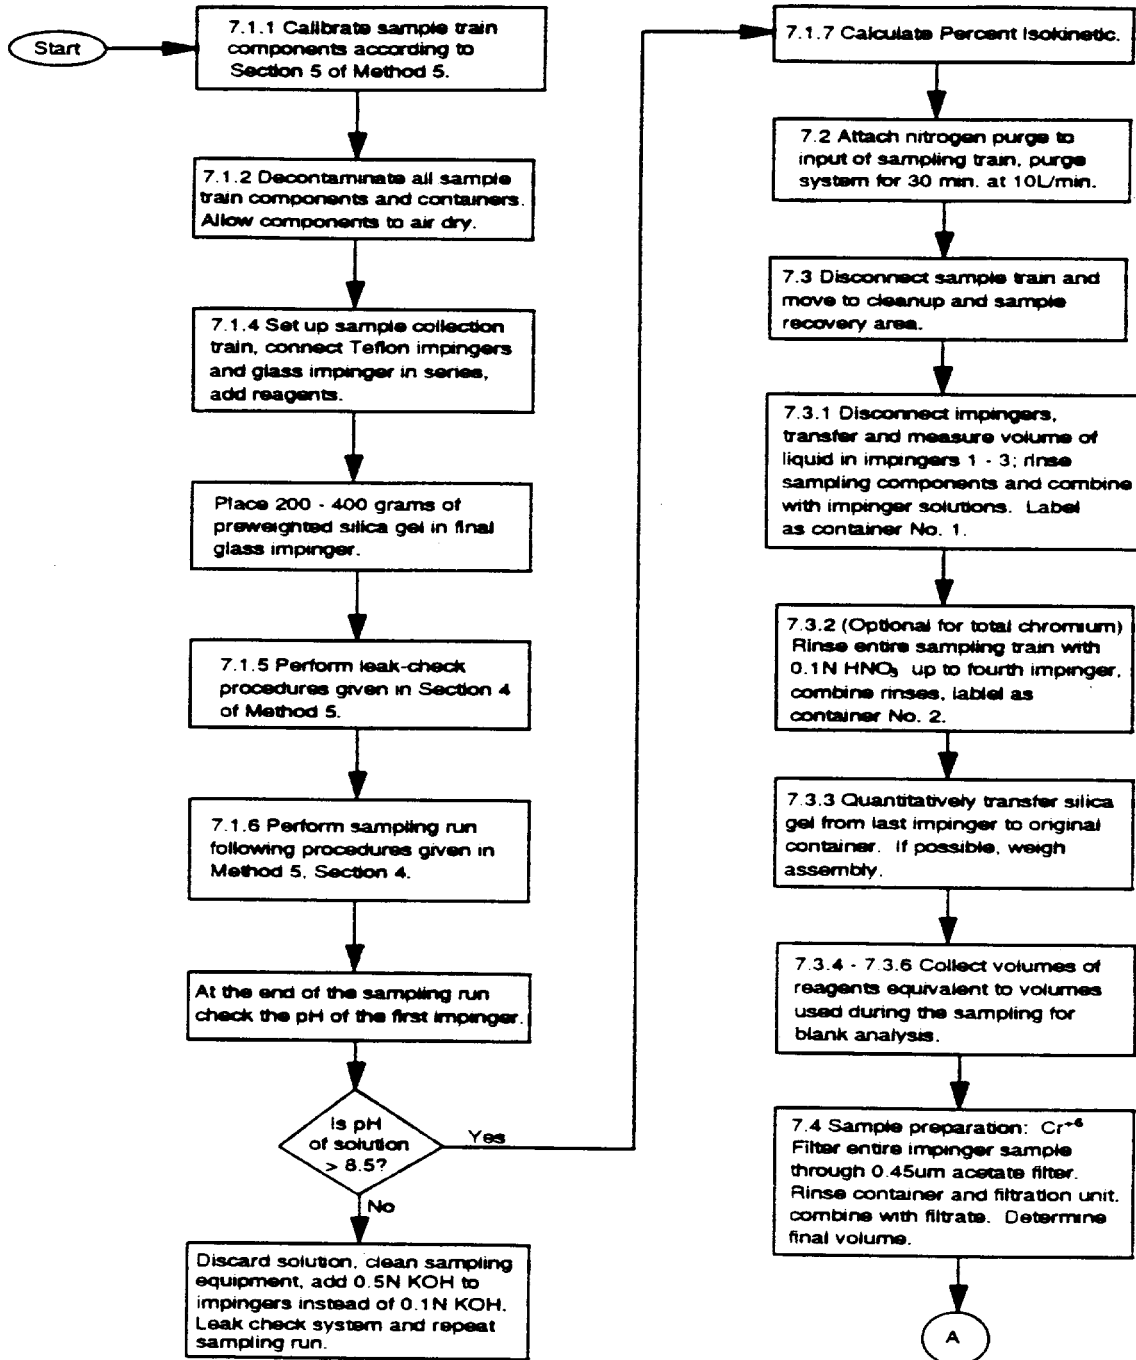 Start
7.1.1 Calibrate sample train
components according to
Section 5 of Method 5.
7.1.2 Decontaminate all sample
train components and containers.
Allow components to air dry.
7.1.4 Set up sample collection
train, connect Teflon impingers
and glass impinger in series,
add reagents.
Place 200 - 400 grams of
preweighted silica gel in final
glass impinger.
7.1.5 Perform leak-check
procedures given in Section 4
of Method 5.
7.1.6 Perform sampling run
following procedures given in
Method 5, Section 4.
At the end of the sampling run
check the pH of the first impinger.
Is pH
of solution
> 8.5?
Yes
No
Discard solution, clean sampling
equipment, add 0.5N KOH to
impingers instead of 0.1N KOH.
Leak check system and repeat
sampling run.
7.1.7 Calculate Percent Isokinetic.
7.2 Attach nitrogen purge to
input of sampling train, purge
system for 30 min. at 10L/min.
7.3 Disconnect sample train and
move to cleanup and sample
recovery area.
7.3.1 Disconnect impingers,
transfer and measure volume of
liquid in impingers 1 - 3; rinse
sampling components and combine
with impinger solutions. Label
as container No. 1.
7.3.2 (Optional for total chromium)
Rinse entire sampling train with
0.1N HNO₃ up to fourth impinger,
combine rinses, lablel as
container No. 2.
7.3.3 Quantitatively transfer silica
gel from last impinger to original
container. If possible, weigh
assembly.
7.3.4 - 7.3.6 Collect volumes of
reagents equivalent to volumes
used during the sampling for
blank analysis.
7.4 Sample preparation: Cr⁺⁶
Filter entire impinger sample
through 0.45um acetate filter.
Rinse container and filtration unit,
combine with filtrate. Determine
final volume.
A